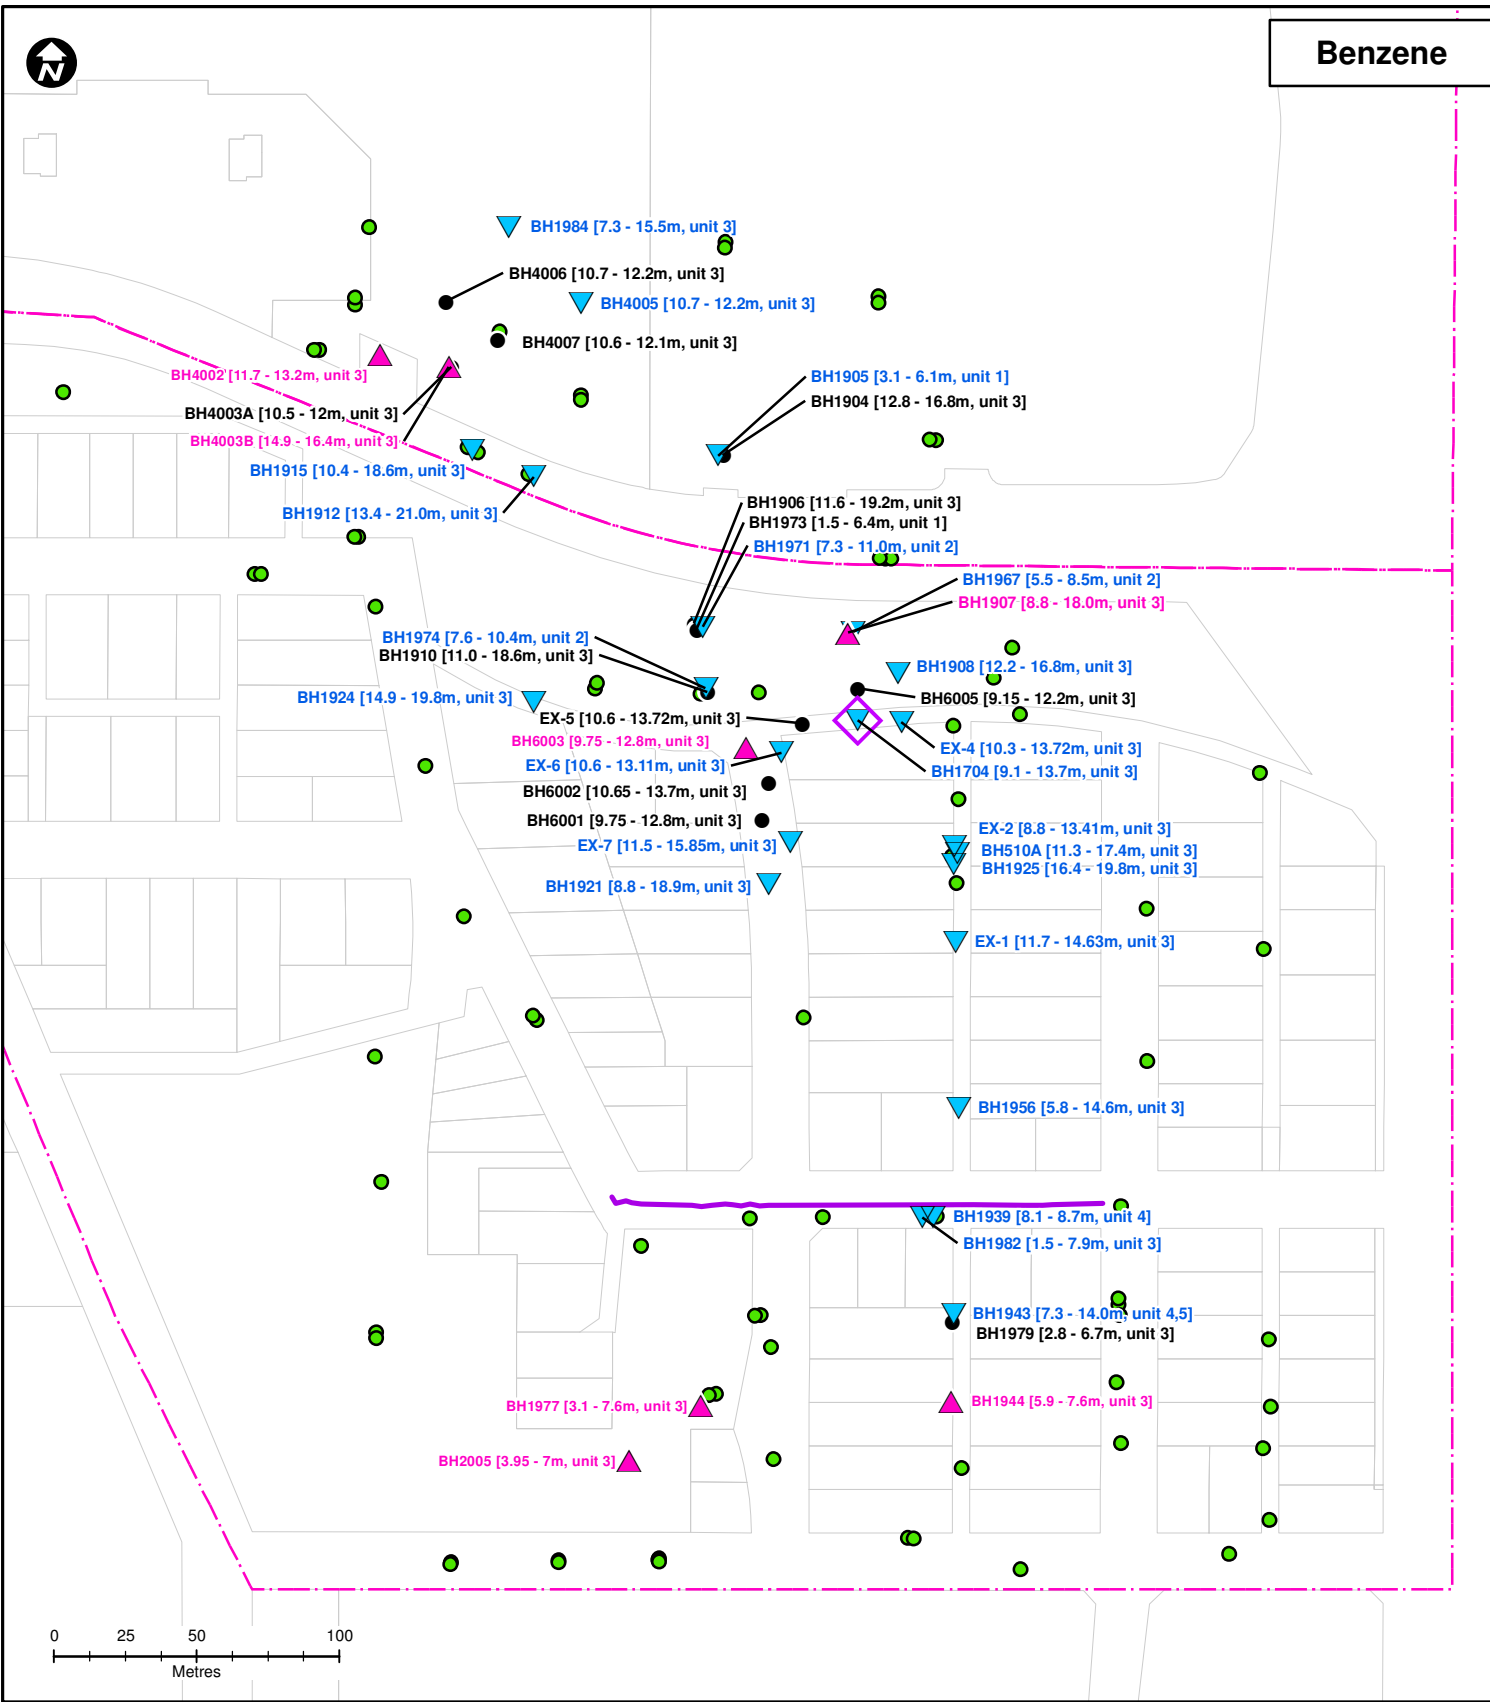 Benzene
N
BH1984 [7.3 - 15.5m, unit 3]
BH4006 [10.7 - 12.2m, unit 3]
BH4005 [10.7 - 12.2m, unit 3]
BH4007 [10.6 - 12.1m, unit 3]
BH4002 [11.7 - 13.2m, unit 3]
BH1905 [3.1 - 6.1m, unit 1]
BH1904 [12.8 - 16.8m, unit 3]
BH4003A [10.5 - 12m, unit 3]
BH4003B [14.9 - 16.4m, unit 3]
BH1915 [10.4 - 18.6m, unit 3]
BH1912 [13.4 - 21.0m, unit 3]
BH1906 [11.6 - 19.2m, unit 3]
BH1973 [1.5 - 6.4m, unit 1]
BH1971 [7.3 - 11.0m, unit 2]
BH1967 [5.5 - 8.5m, unit 2]
BH1907 [8.8 - 18.0m, unit 3]
BH1974 [7.6 - 10.4m, unit 2]
BH1910 [11.0 - 18.6m, unit 3]
BH1908 [12.2 - 16.8m, unit 3]
BH1924 [14.9 - 19.8m, unit 3]
BH6005 [9.15 - 12.2m, unit 3]
EX-5 [10.6 - 13.72m, unit 3]
BH6003 [9.75 - 12.8m, unit 3]
EX-4 [10.3 - 13.72m, unit 3]
EX-6 [10.6 - 13.11m, unit 3]
BH1704 [9.1 - 13.7m, unit 3]
BH6002 [10.65 - 13.7m, unit 3]
BH6001 [9.75 - 12.8m, unit 3]
EX-2 [8.8 - 13.41m, unit 3]
EX-7 [11.5 - 15.85m, unit 3]
BH510A [11.3 - 17.4m, unit 3]
BH1925 [16.4 - 19.8m, unit 3]
BH1921 [8.8 - 18.9m, unit 3]
EX-1 [11.7 - 14.63m, unit 3]
BH1956 [5.8 - 14.6m, unit 3]
BH1939 [8.1 - 8.7m, unit 4]
BH1982 [1.5 - 7.9m, unit 3]
BH1943 [7.3 - 14.0m, unit 4,5]
BH1979 [2.8 - 6.7m, unit 3]
BH1977 [3.1 - 7.6m, unit 3]
BH1944 [5.9 - 7.6m, unit 3]
BH2005 [3.95 - 7m, unit 3]
0 25 50 100
Metres